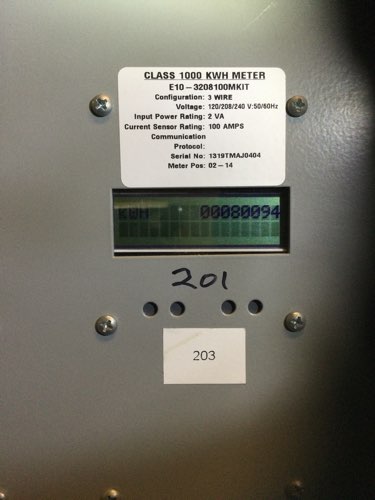 CLASS 1000 KWH METER
E10-3208100MKIT
Configuration: 3 WIRE
Voltage: 120/208/240 V:50/60Hz
Input Power Rating: 2 VA
Current Sensor Rating: 100 AMPS
Communication
Protocol:
Serial No: 1319TMAJ0404
Meter Pos: 02-14
KWH 00080094
201
203